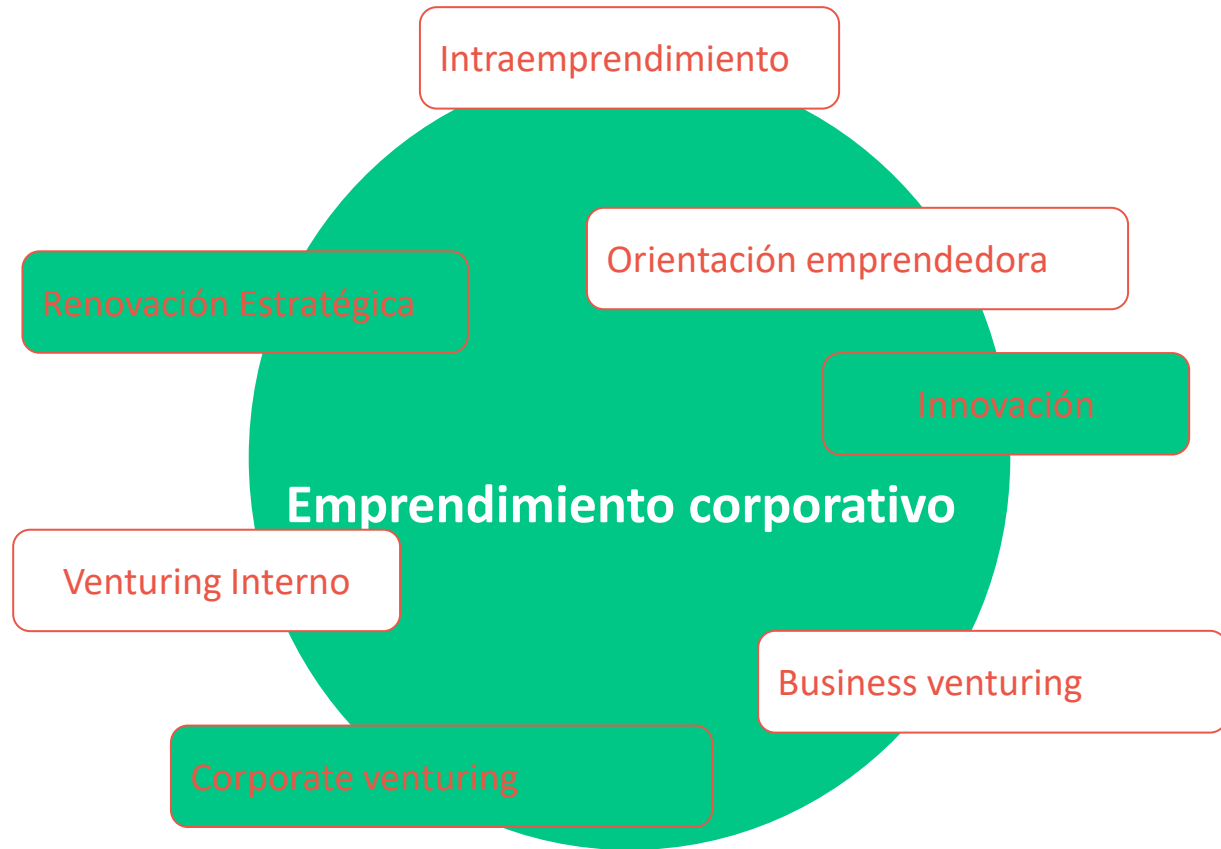 Intraemprendimiento
Orientación emprendedora
Renovación Estratégica
Innovación
Emprendimiento corporativo
Venturing Interno
Business venturing
Corporate venturing